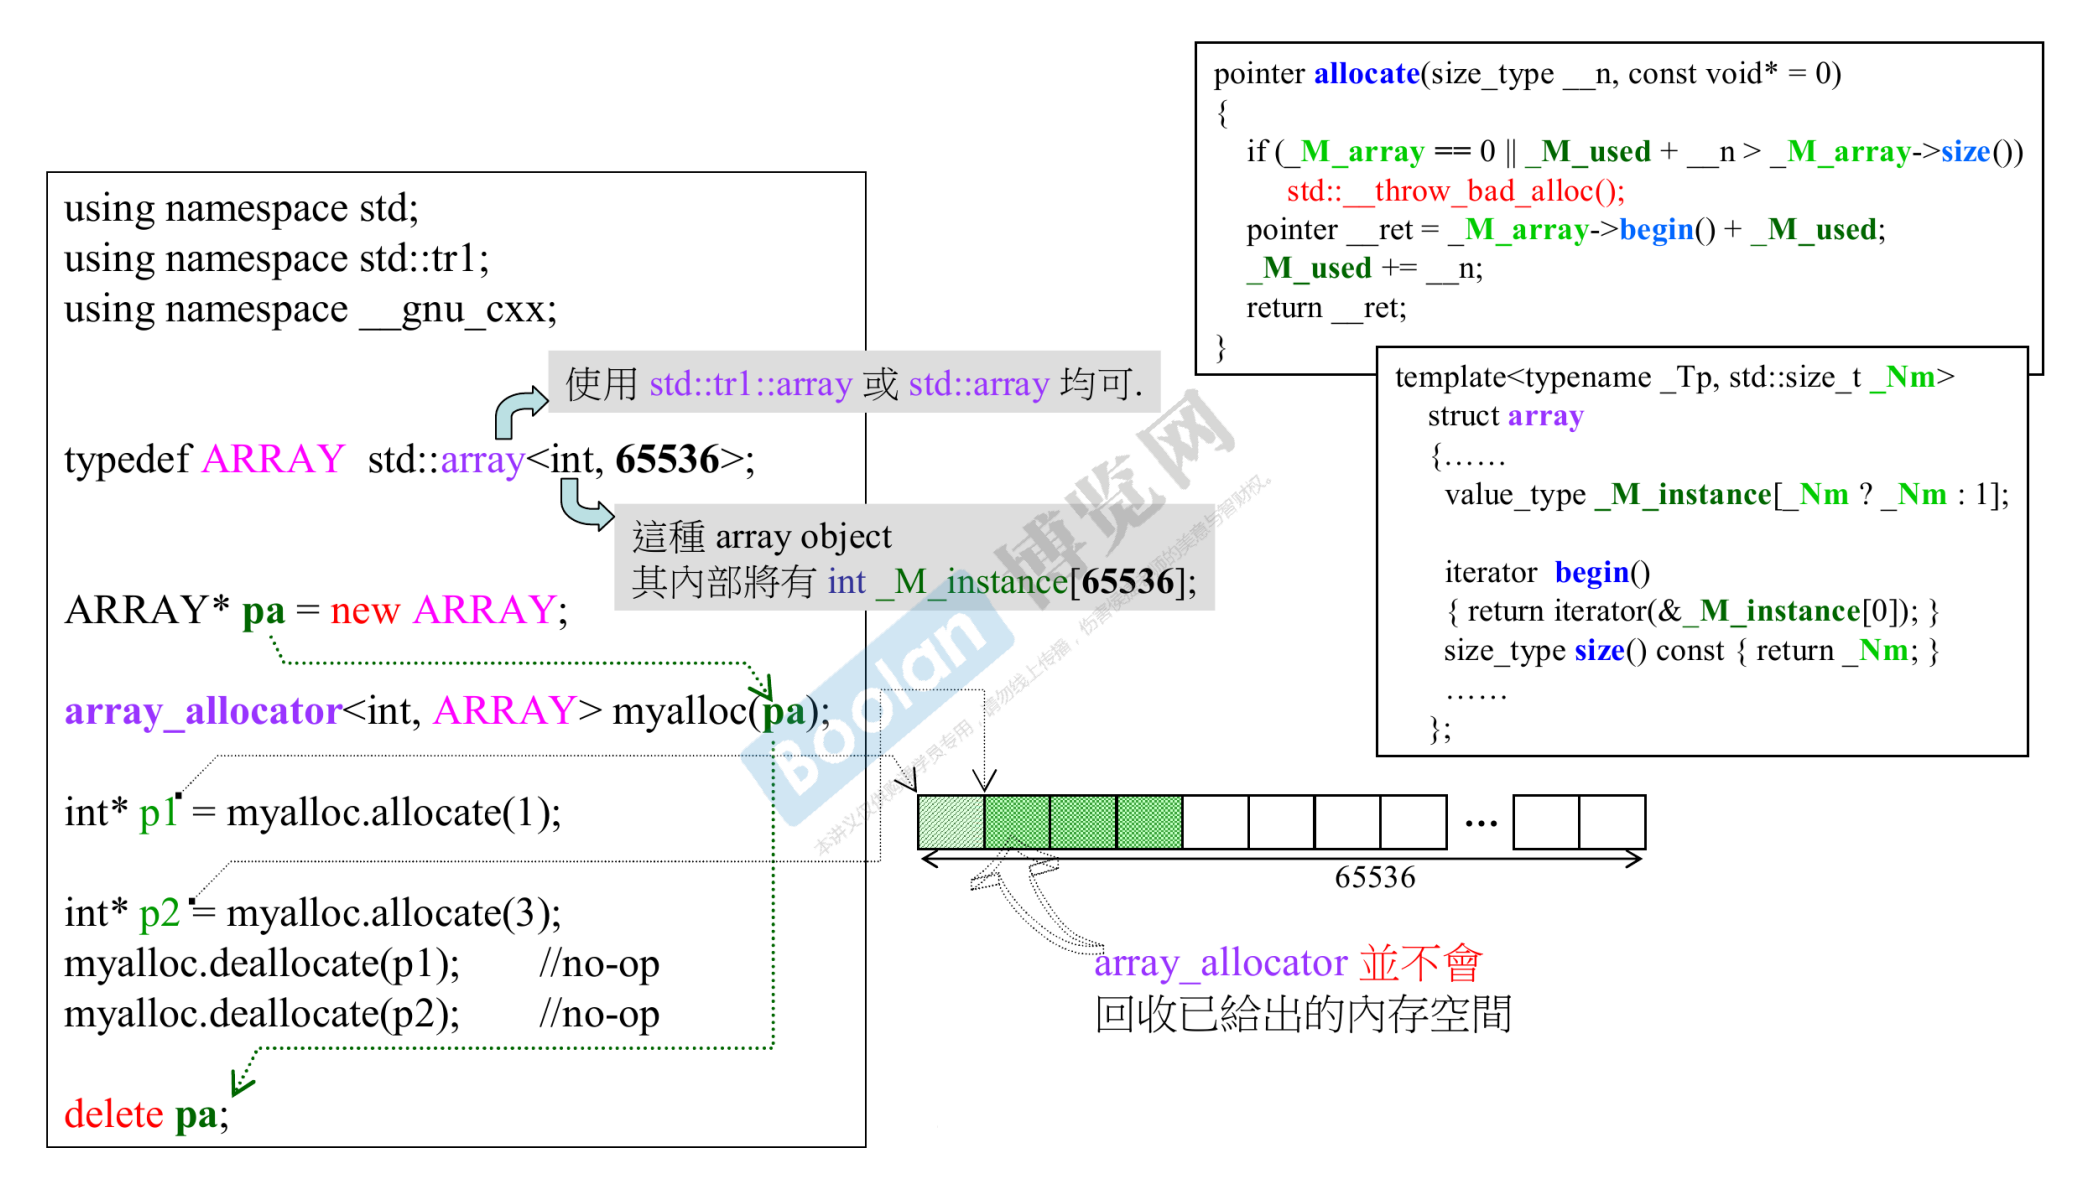 using namespace std;
using namespace std::tr1;
using namespace __gnu_cxx;
使用 std::tr1::array 或 std::array 均可.
typedef ARRAY std::array<int, 65536>;
這種 array object
其內部將有 int _M_instance[65536];
ARRAY* pa = new ARRAY;
array_allocator<int, ARRAY> myalloc(pa);
int* p1 = myalloc.allocate(1);
int* p2 = myalloc.allocate(3);
myalloc.deallocate(p1); //no-op
myalloc.deallocate(p2); //no-op
delete pa;
pointer allocate(size_type __n, const void* = 0)
{
if (_M_array == 0 || _M_used + __n > _M_array->size())
std::__throw_bad_alloc();
pointer __ret = _M_array->begin() + _M_used;
_M_used += __n;
return __ret;
}
template<typename _Tp, std::size_t _Nm>
struct array
{……
value_type _M_instance[_Nm ? _Nm : 1];
iterator begin()
{ return iterator(&_M_instance[0]); }
size_type size() const { return _Nm; }
……
};
...
65536
array_allocator 並不會
回收已給出的內存空間
Boolan 博览网